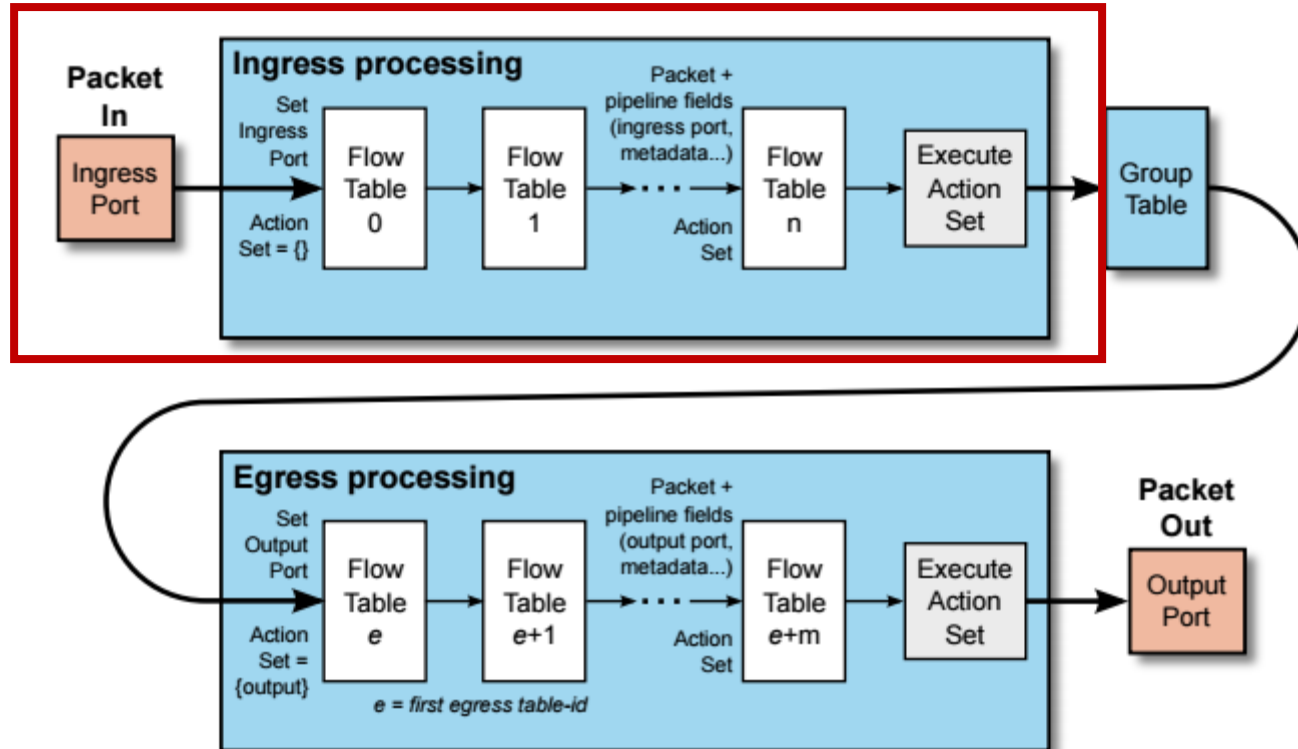 Packet
In
Ingress
Port
Ingress processing
Set
Ingress
Port
Action
Set = {}
Flow
Table
0
Flow
Table
1
Packet +
pipeline fields
(ingress port,
metadata...)
Action
Set
Flow
Table
n
Execute
Action
Set
Group
Table
Egress processing
Set
Output
Port
Action
Set =
{output}
Flow
Table
e
Flow
Table
e+1
e = first egress table-id
Packet +
pipeline fields
(output port,
metadata...)
Action
Set
Flow
Table
e+m
Execute
Action
Set
Packet
Out
Output
Port